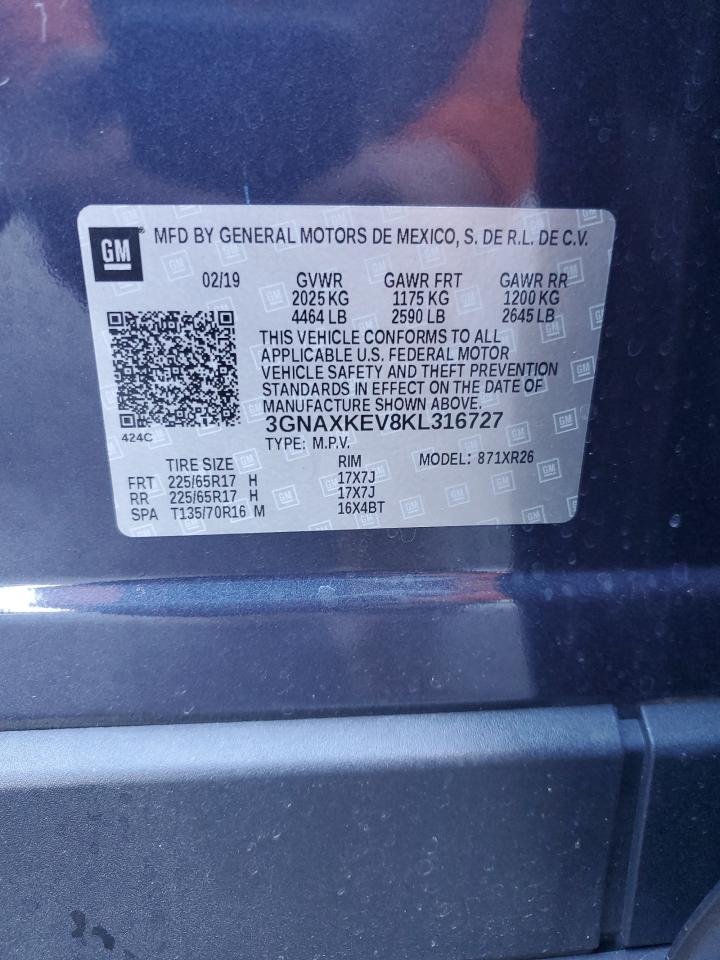 GM MFD BY GENERAL MOTORS DE MEXICO, S. DE R.L. DE C.V.
02/19 GVWR GAWR FRT GAWR RR
2025 KG 1175 KG 1200 KG
4464 LB 2590 LB 2645 LB
THIS VEHICLE CONFORMS TO ALL
APPLICABLE U.S. FEDERAL MOTOR
VEHICLE SAFETY AND THEFT PREVENTION
STANDARDS IN EFFECT ON THE DATE OF
MANUFACTURE SHOWN ABOVE.
424C
3GNAXKEV8KL316727
TYPE: M.P.V.
TIRE SIZE RIM MODEL: 871XR26
FRT 225/65R17 H 17X7J
RR 225/65R17 H 17X7J
SPA T135/70R16 M 16X4BT